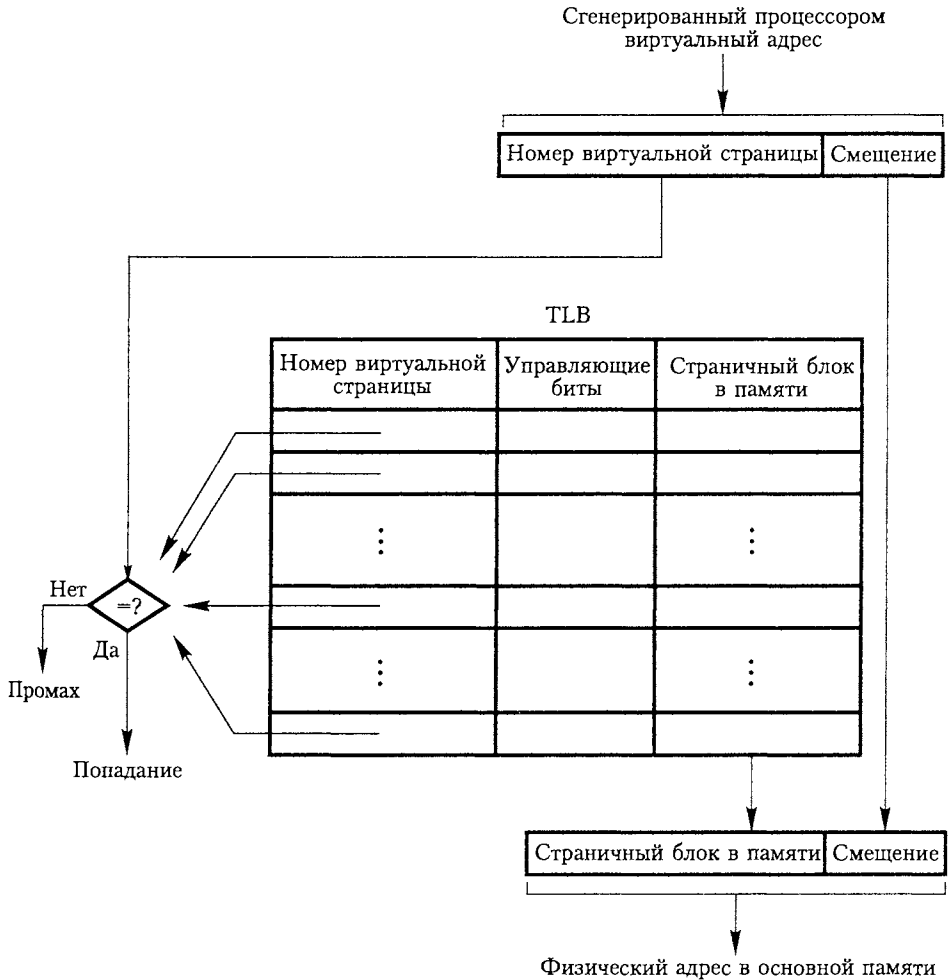 Сгенерированный процессором
виртуальный адрес
Номер виртуальной страницы Смещение
TLB
Номер виртуальной страницы
Управляющие биты
Страничный блок в памяти
=?
Нет
Да
Промах
Попадание
Страничный блок в памяти Смещение
Физический адрес в основной памяти